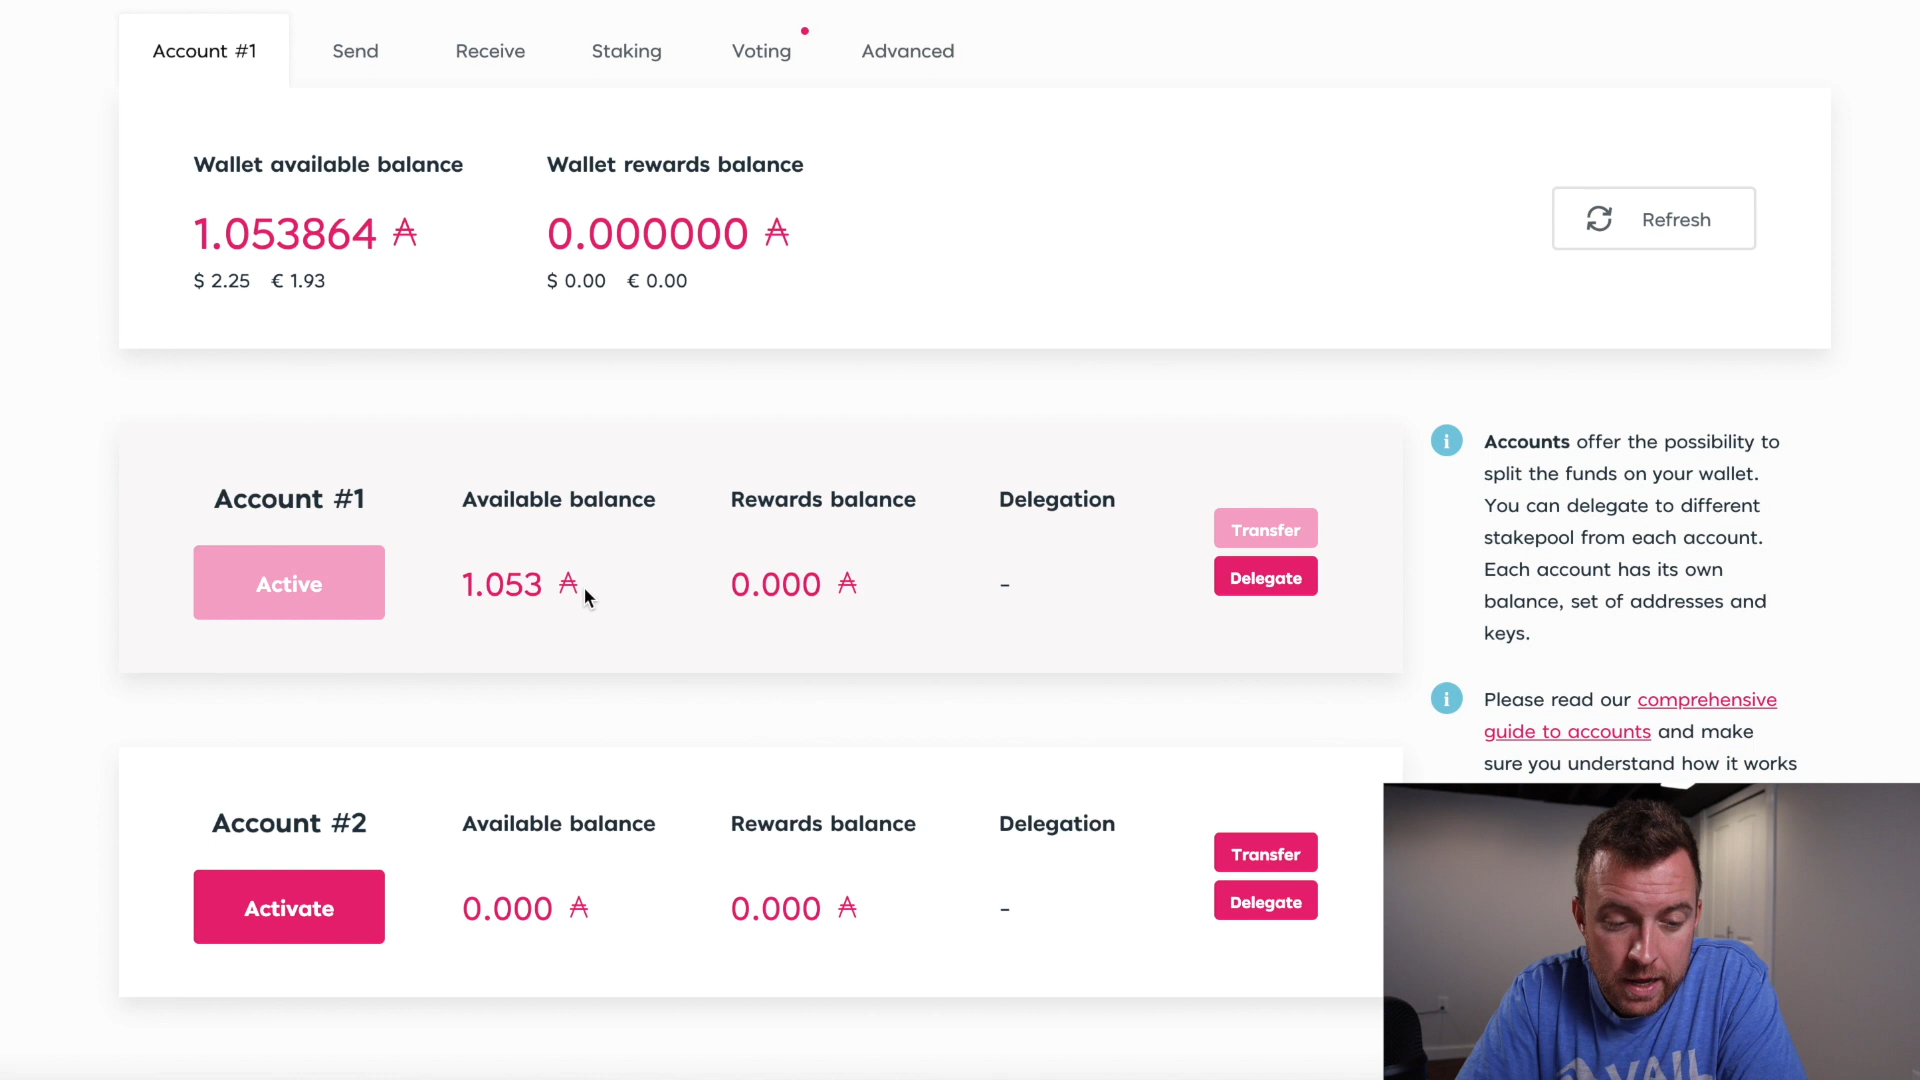 Account #1
Send
Receive
Staking
Voting
Advanced
Wallet available balance
1.053864 ₳
$ 2.25 € 1.93
Wallet rewards balance
0.000000 ₳
$ 0.00 € 0.00
Refresh
Account #1
Active
Available balance
1.053 ₳
Rewards balance
0.000 ₳
Delegation
-
Transfer
Delegate
Accounts offer the possibility to
split the funds on your wallet.
You can delegate to different
stakepool from each account.
Each account has its own
balance, set of addresses and
keys.
Please read our comprehensive
guide to accounts and make
sure you understand how it works
Account #2
Activate
Available balance
0.000 ₳
Rewards balance
0.000 ₳
Delegation
-
Transfer
Delegate
VAIL